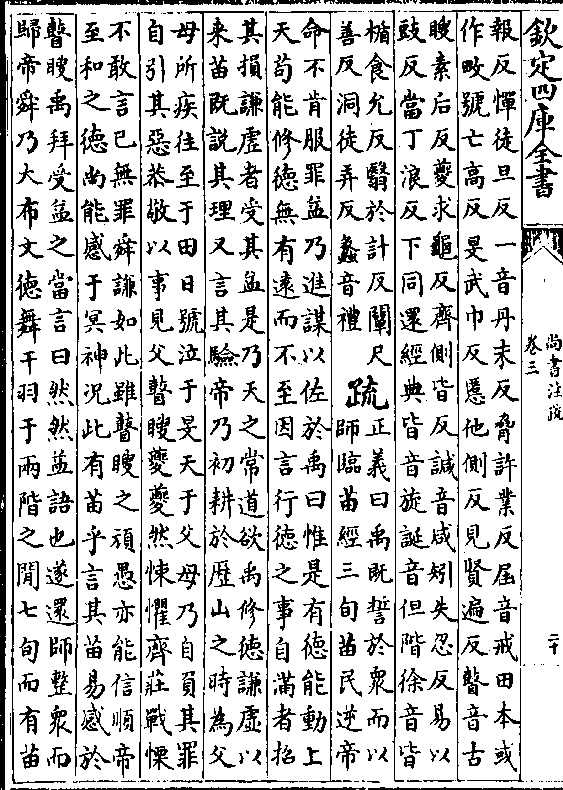 欽定四庫全書
尚書注疏
卷三
二十
報反憚徒旦反一音丹末反脅許業反屆音戒田本或
作畋號亡高反旻武巾反慝他側反見賢遍反瞽音古
瞍素后反夔求龜反齊側皆反諴音咸矧失忍反易以
豉反當丁浪反下同還經典皆音旋誕音但階徐音皆
楯食允反翳於計反闡尺
善反洞徒弄反蠡音禮
疏
正義曰禹既誓於衆而以
師臨苗經三旬苗民逆帝
命不肯服罪益乃進謀以佐於禹曰惟是有德能動上
天苟能修德無有遠而不至因言行德之事自滿者招
其損謙虛者受其益是乃天之常道欲禹修德謙虛以
来苗既説其理又言其驗帝乃初耕於歴山之時為父
母所疾往至于田日號泣于旻天于父母乃自負其罪
自引其惡恭敬以事見父瞽瞍夔夔然悚懼齊莊戰慄
不敢言已無罪舜謙如此雖瞽瞍之頑愚亦能信順帝
至和之德尚能感于冥神况此有苗乎言其苗易感於
瞽瞍禹拜受益之當言曰然然益語也遂還師整衆而
歸帝舜乃大布文德舞干羽于兩階之閒七旬而有苗